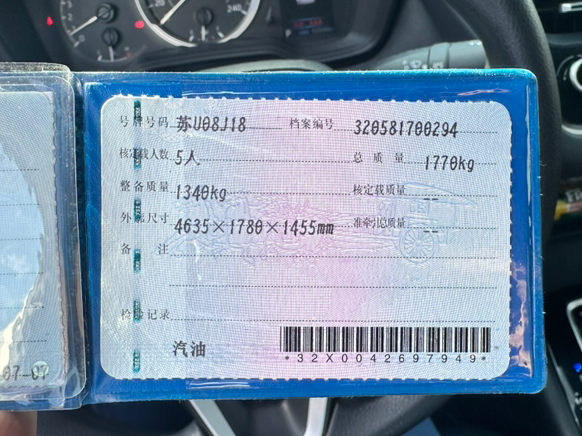 号牌号码 苏U08J18 档案编号 320581700294
核定载人数 5人 总质量 1770kg
整备质量 1340kg 核定载质量 --
外廓尺寸 4635×1780×1455mm 准牵引总质量 --
备注
检验记录
汽油
*32X0042697949*
240